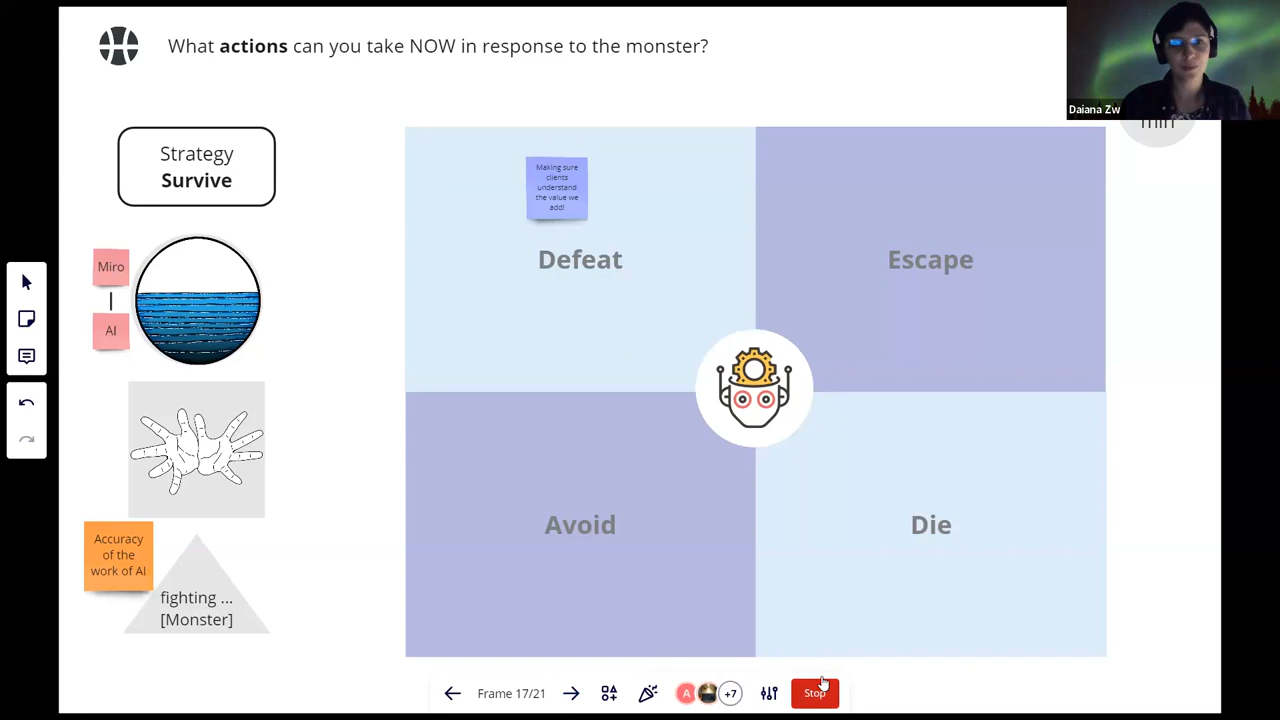 What actions can you take NOW in response to the monster?
Daiana Zw
min
Strategy
Survive
Making sure
clients
understand
the value we
add!
Defeat
Escape
Miro
AI
Avoid
Die
Accuracy
of the
work of AI
fighting ...
[Monster]
Frame 17/21
A
+7
Stop